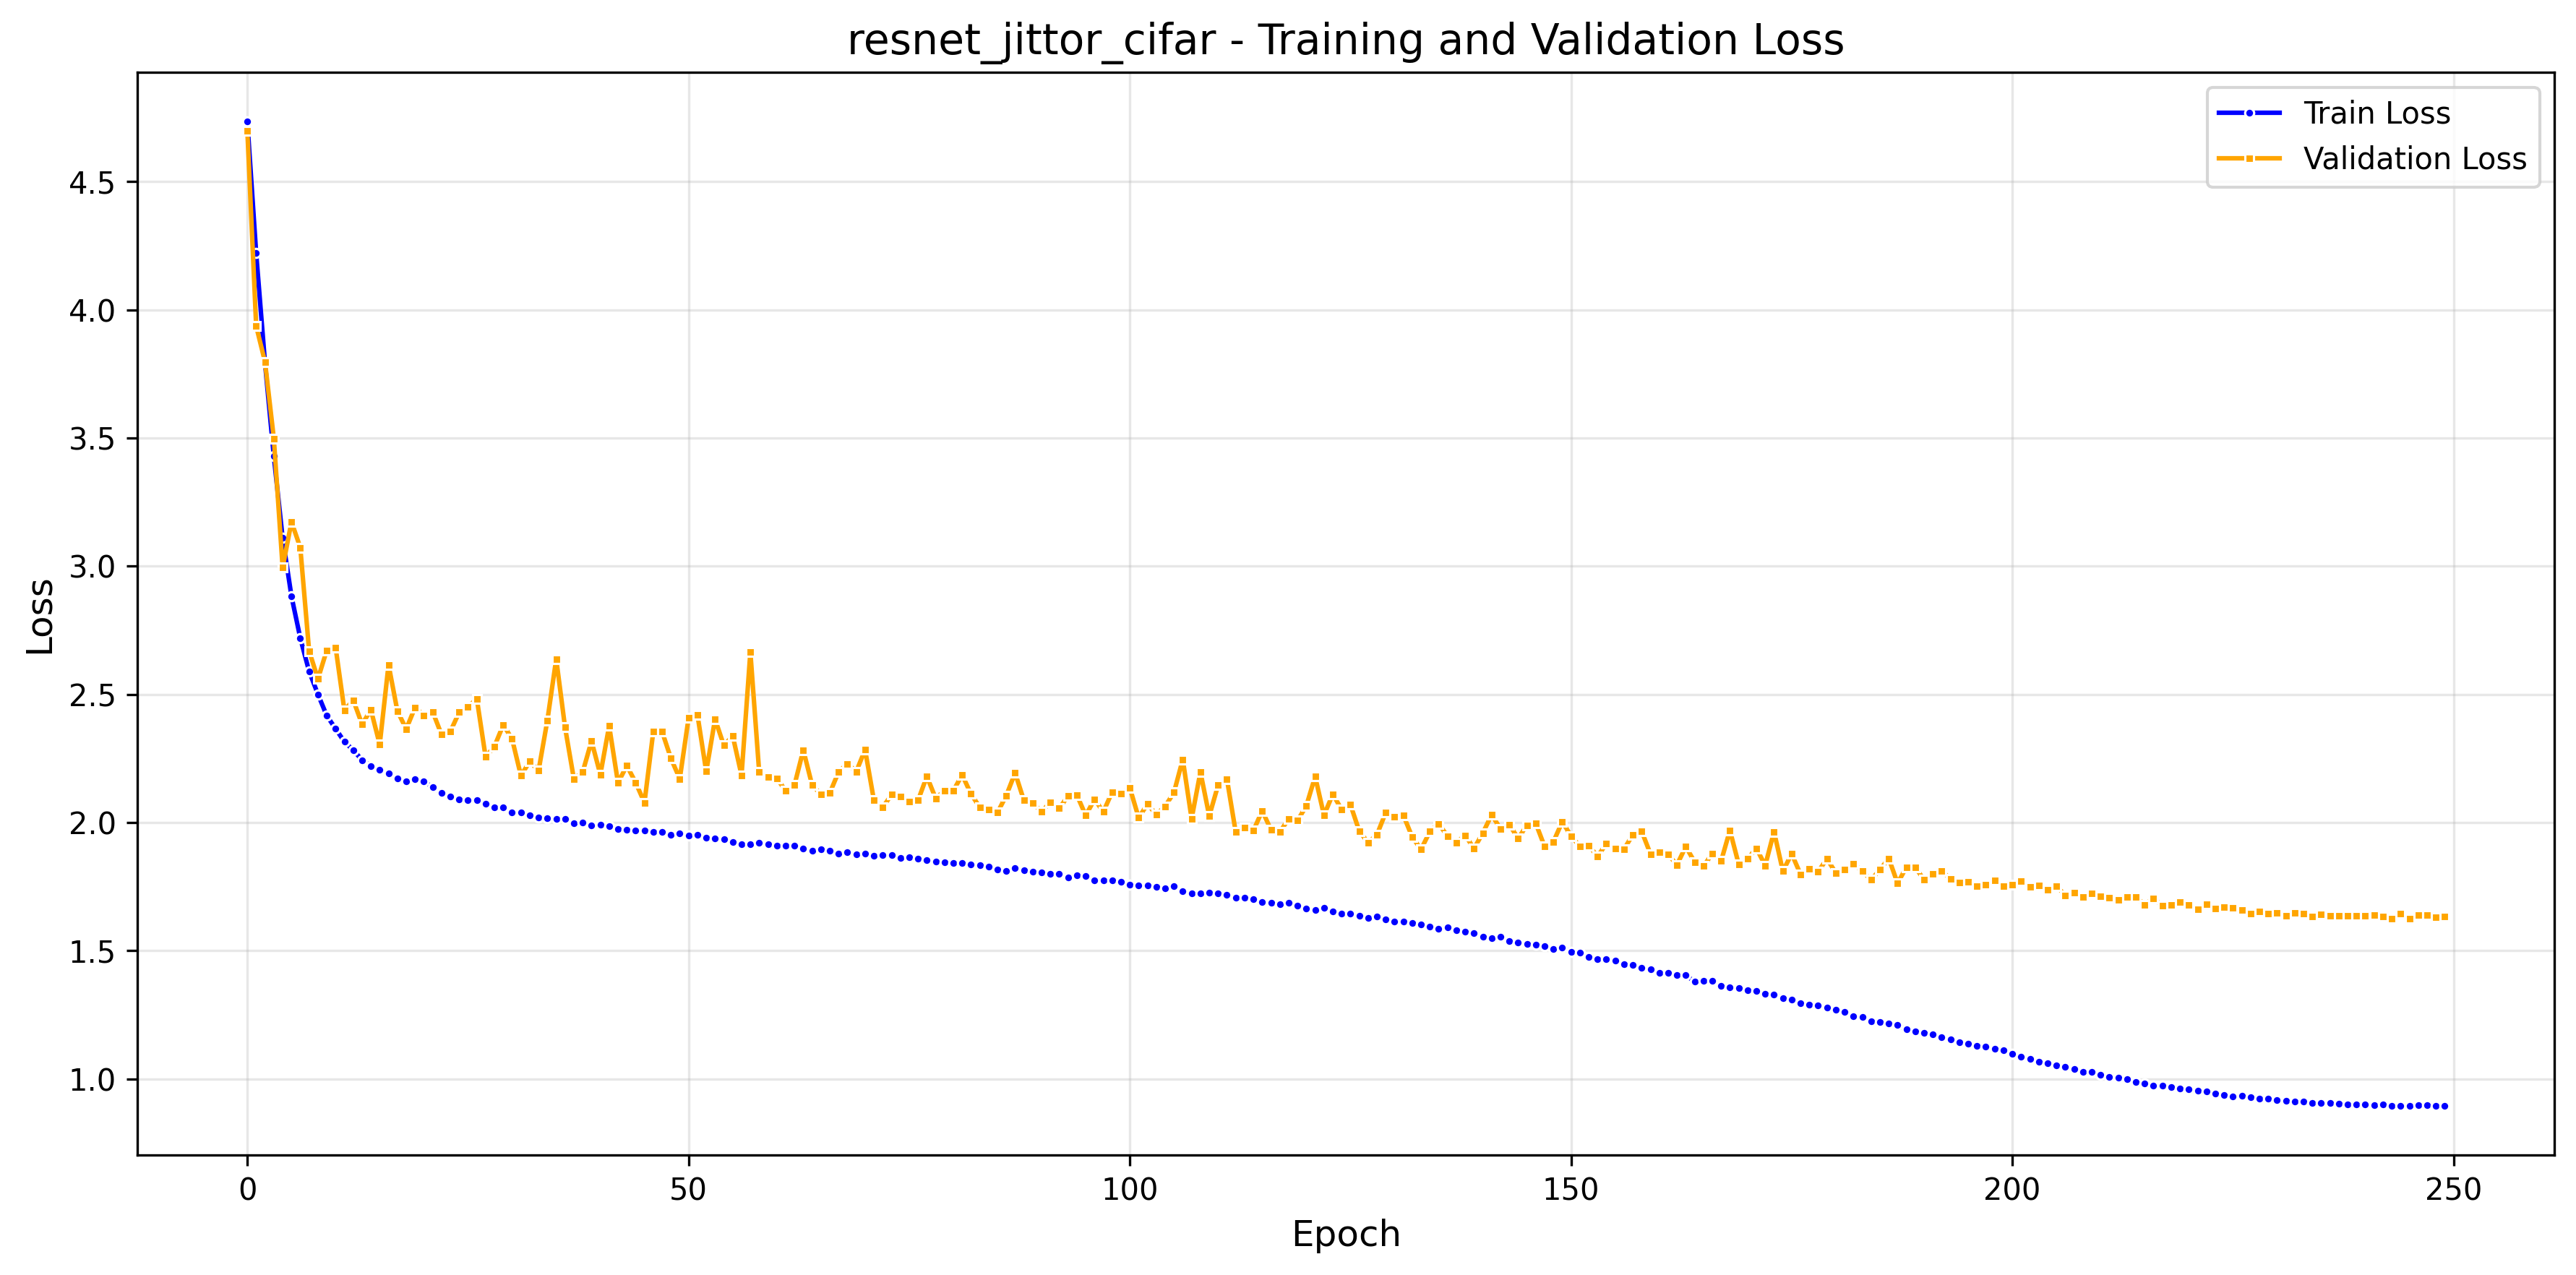 resnet_jittor_cifar - Training and Validation Loss
Train Loss
Validation Loss
4.5
4.0
3.5
3.0
2.5
2.0
1.5
1.0
Loss
0 50 100 150 200 250
Epoch